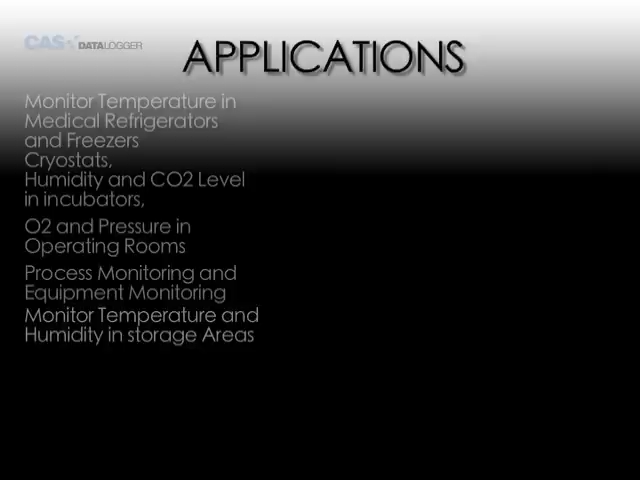 CAS DATALOGGER
APPLICATIONS
Monitor Temperature in
Medical Refrigerators
and Freezers
Cryostats,
Humidity and CO2 Level
in incubators,
O2 and Pressure in
Operating Rooms
Process Monitoring and
Equipment Monitoring
Monitor Temperature and
Humidity in storage Areas